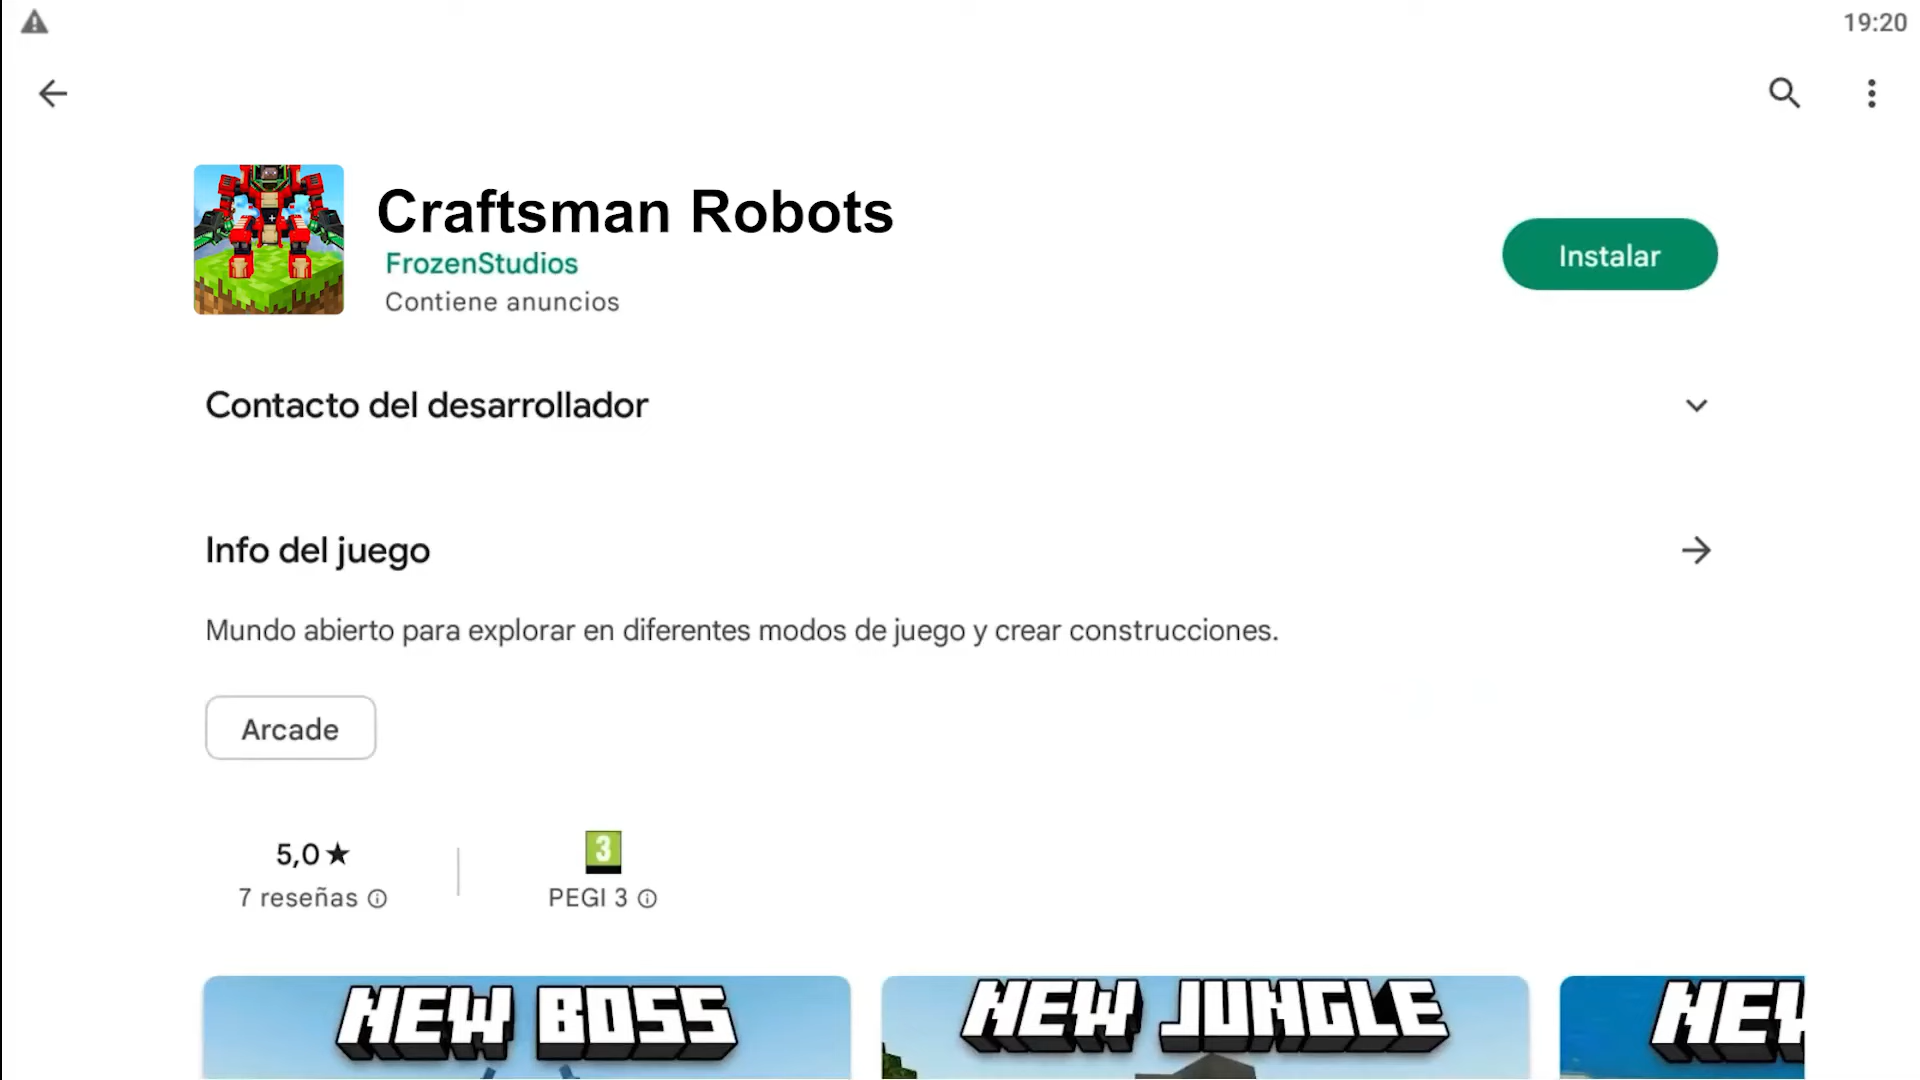 19:20
Craftsman Robots
FrozenStudios
Contiene anuncios
Instalar
Contacto del desarrollador
Info del juego
Mundo abierto para explorar en diferentes modos de juego y crear construcciones.
Arcade
5,0★
7 reseñas
3
PEGI 3
NEW BOSS
NEW JUNGLE
NEW